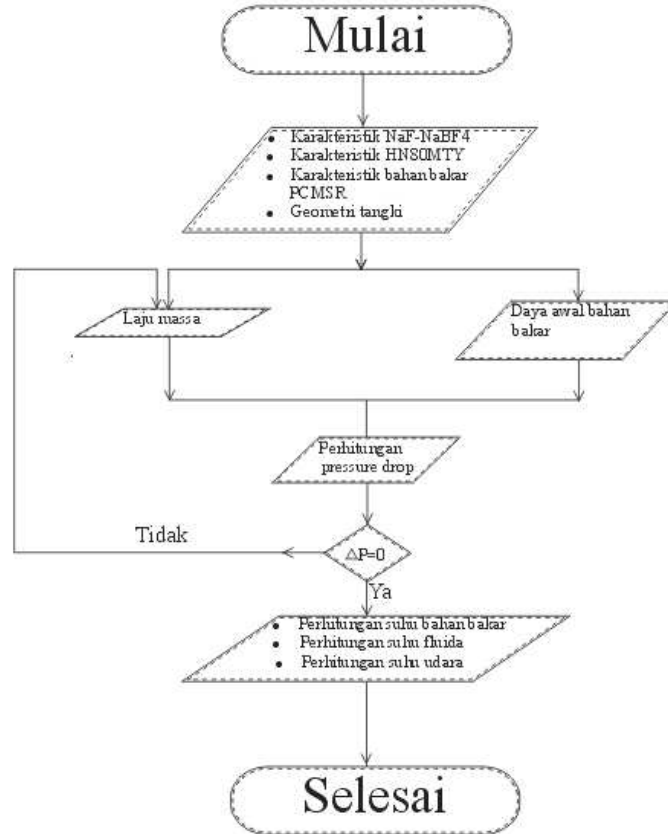 Mulai
• Karakteristik NaF-NaBF4
• Karakteristik HN80MTY
• Karakteristik bahan bakar
PCMSR
• Geometri tangki
Laju massa
Daya awal bahan
bakar
Perhitungan
pressure drop
Tidak
△P=0
Ya
• Perhitungan suhu bahan bakar
• Perhitungan suhu fluida
• Perhitungan suhu udara
Selesai